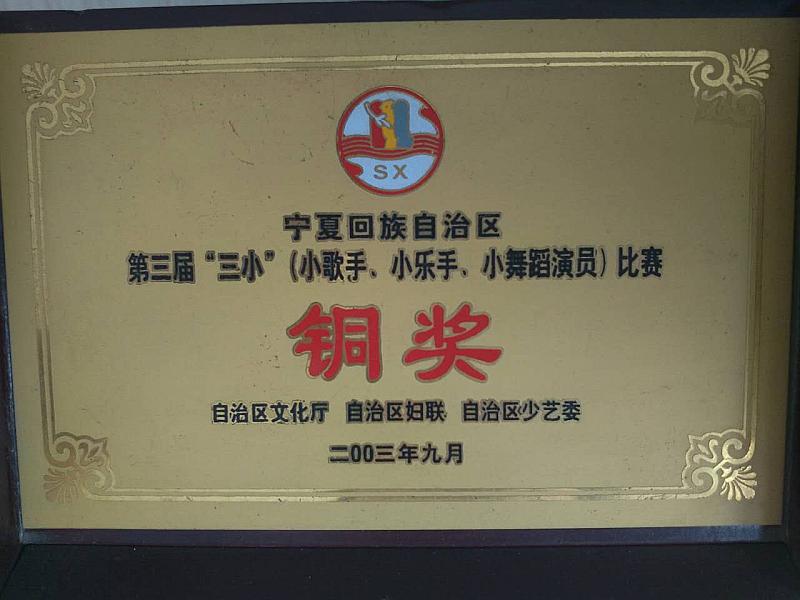 SX
宁夏回族自治区
第三届“三小”(小歌手、小乐手、小舞蹈演员)比赛
铜奖
自治区文化厅 自治区妇联 自治区少艺委
二00三年九月